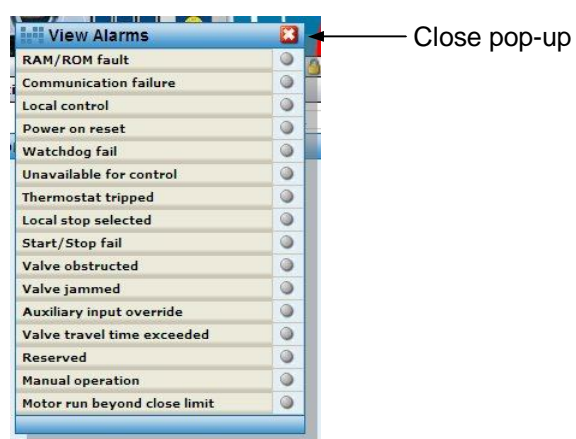 View Alarms
Close pop-up
RAM/ROM fault
Communication failure
Local control
Power on reset
Watchdog fail
Unavailable for control
Thermostat tripped
Local stop selected
Start/Stop fail
Valve obstructed
Valve jammed
Auxiliary input override
Valve travel time exceeded
Reserved
Manual operation
Motor run beyond close limit